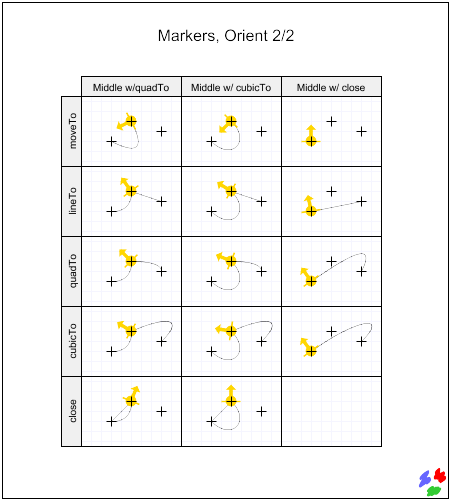 Markers, Orient 2/2
Middle w/quadTo Middle w/ cubicTo Middle w/ close
moveTo
lineTo
quadTo
cubicTo
close